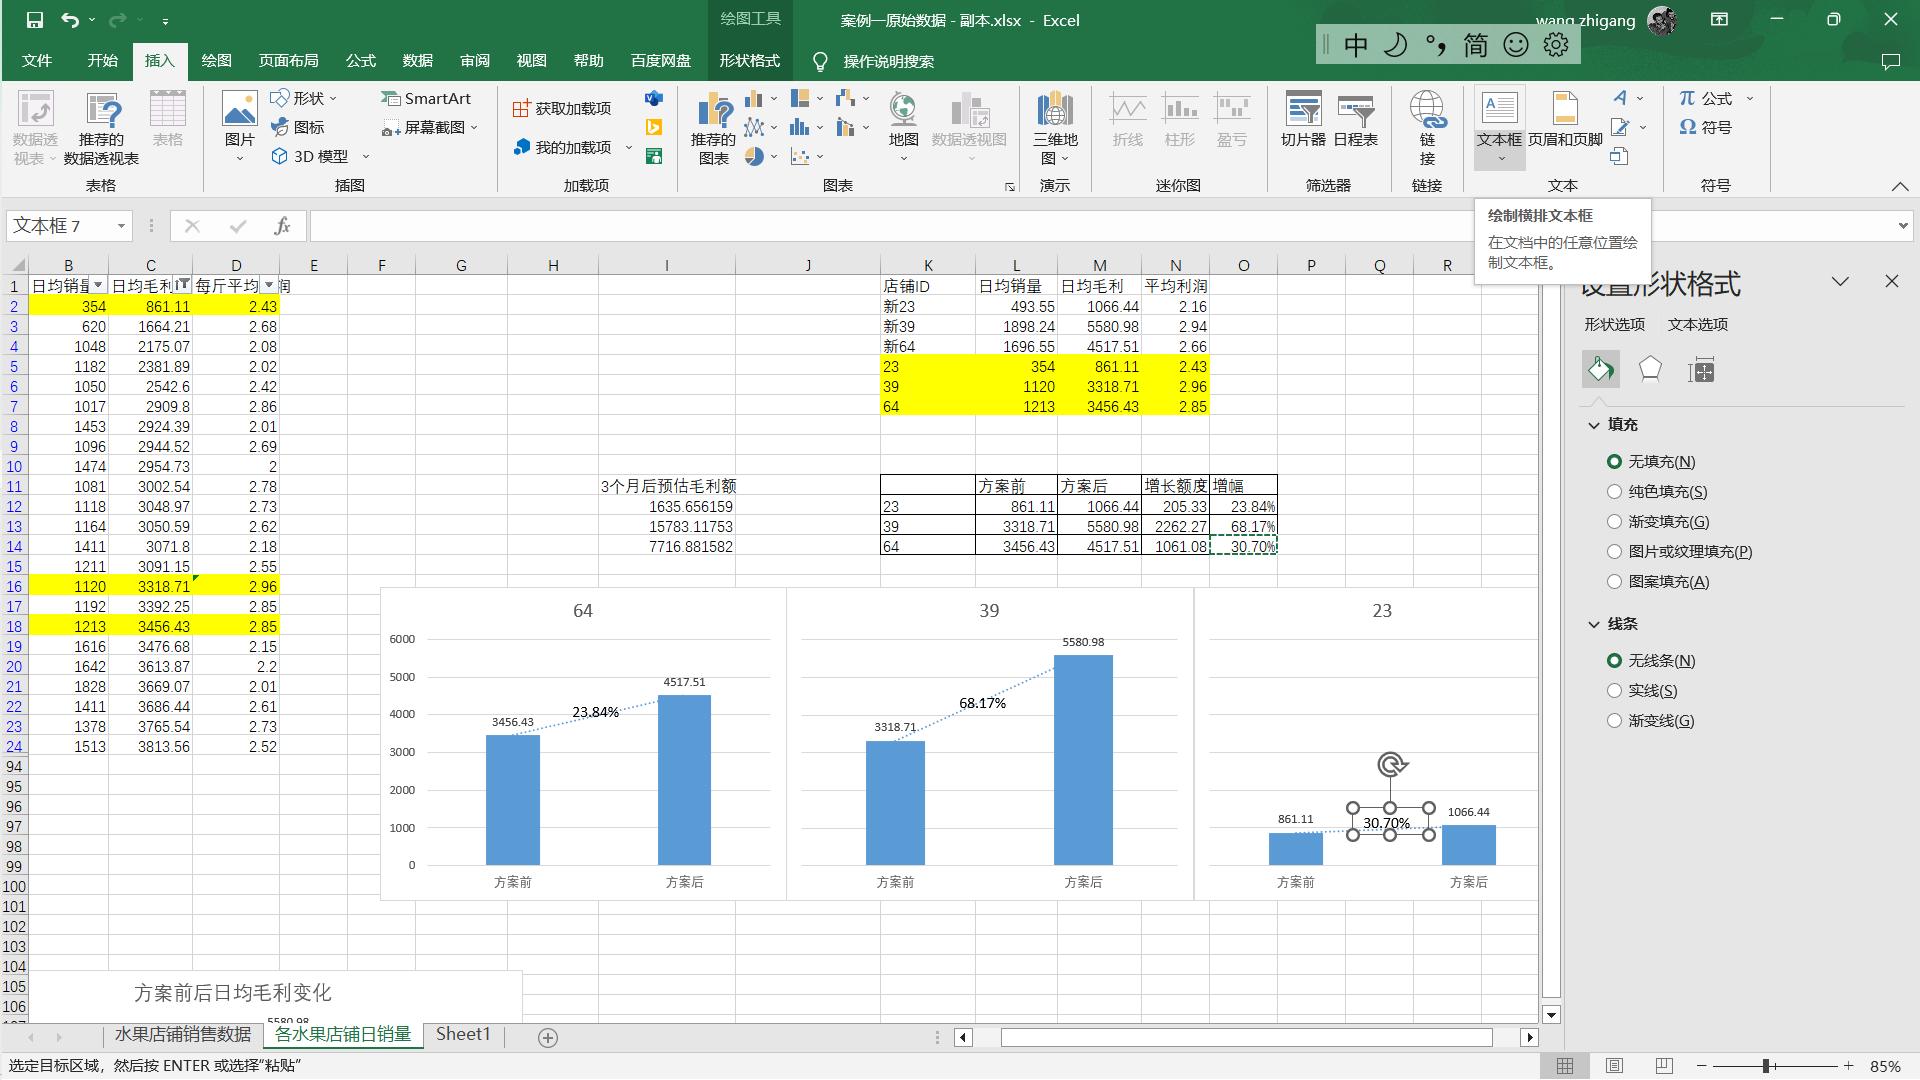 绘图工具
案例一原始数据 - 副本.xlsx - Excel
wang zhigang
中 简
文件 开始 插入 绘图 页面布局 公式 数据 审阅 视图 帮助 百度网盘 形状格式 操作说明搜索
数据透视表
推荐的数据透视表
表格
表格
图片
形状
图标
3D 模型
SmartArt
屏幕截图
插图
获取加载项
我的加载项
加载项
推荐的图表
地图
数据透视图
图表
三维地图
演示
折线
柱形
盈亏
迷你图
切片器
日程表
筛选器
链接
链接
文本框
页眉和页脚
文本
π 公式
Ω 符号
符号
文本框 7
fx
绘制横排文本框
在文档中的任意位置绘
制文本框。
B C D E F G H I J K L M N O P Q R
1 日均销量 日均毛利 每斤平均 润 店铺ID 日均销量 日均毛利 平均利润
2 354 861.11 2.43 新23 493.55 1066.44 2.16
3 620 1664.21 2.68 新39 1898.24 5580.98 2.94
4 1048 2175.07 2.08 新64 1696.55 4517.51 2.66
5 1182 2381.89 2.02 23 354 861.11 2.43
6 1050 2542.6 2.42 39 1120 3318.71 2.96
7 1017 2909.8 2.86 64 1213 3456.43 2.85
8 1453 2924.39 2.01
9 1096 2944.52 2.69
10 1474 2954.73 2
11 1081 3002.54 2.78 3个月后预估毛利额 方案前 方案后 增长额度 增幅
12 1118 3048.97 2.73 1635.656159 23 861.11 1066.44 205.33 23.84%
13 1164 3050.59 2.62 15783.11753 39 3318.71 5580.98 2262.27 68.17%
14 1411 3071.8 2.18 7716.881582 64 3456.43 4517.51 1061.08 30.70%
15 1211 3091.15 2.55
16 1120 3318.71 2.96
17 1192 3392.25 2.85
18 1213 3456.43 2.85
19 1616 3476.68 2.15
20 1642 3613.87 2.2
21 1828 3669.07 2.01
22 1411 3686.44 2.61
23 1378 3765.54 2.73
24 1513 3813.56 2.52
94
95
96
97
98
99
100
101
102
103
104
105
106
64
6000
5000
4000
3000
2000
1000
0
3456.43
23.84%
4517.51
方案前 方案后
39
3318.71
68.17%
5580.98
方案前 方案后
23
861.11
30.70%
1066.44
方案前 方案后
方案前后日均毛利变化
5580.98
设置形状格式
形状选项 文本选项
填充
无填充(N)
纯色填充(S)
渐变填充(G)
图片或纹理填充(P)
图案填充(A)
线条
无线条(N)
实线(S)
渐变线(G)
水果店铺销售数据 各水果店铺日销量 Sheet1
选定目标区域，然后按 ENTER 或选择“粘贴”
85%